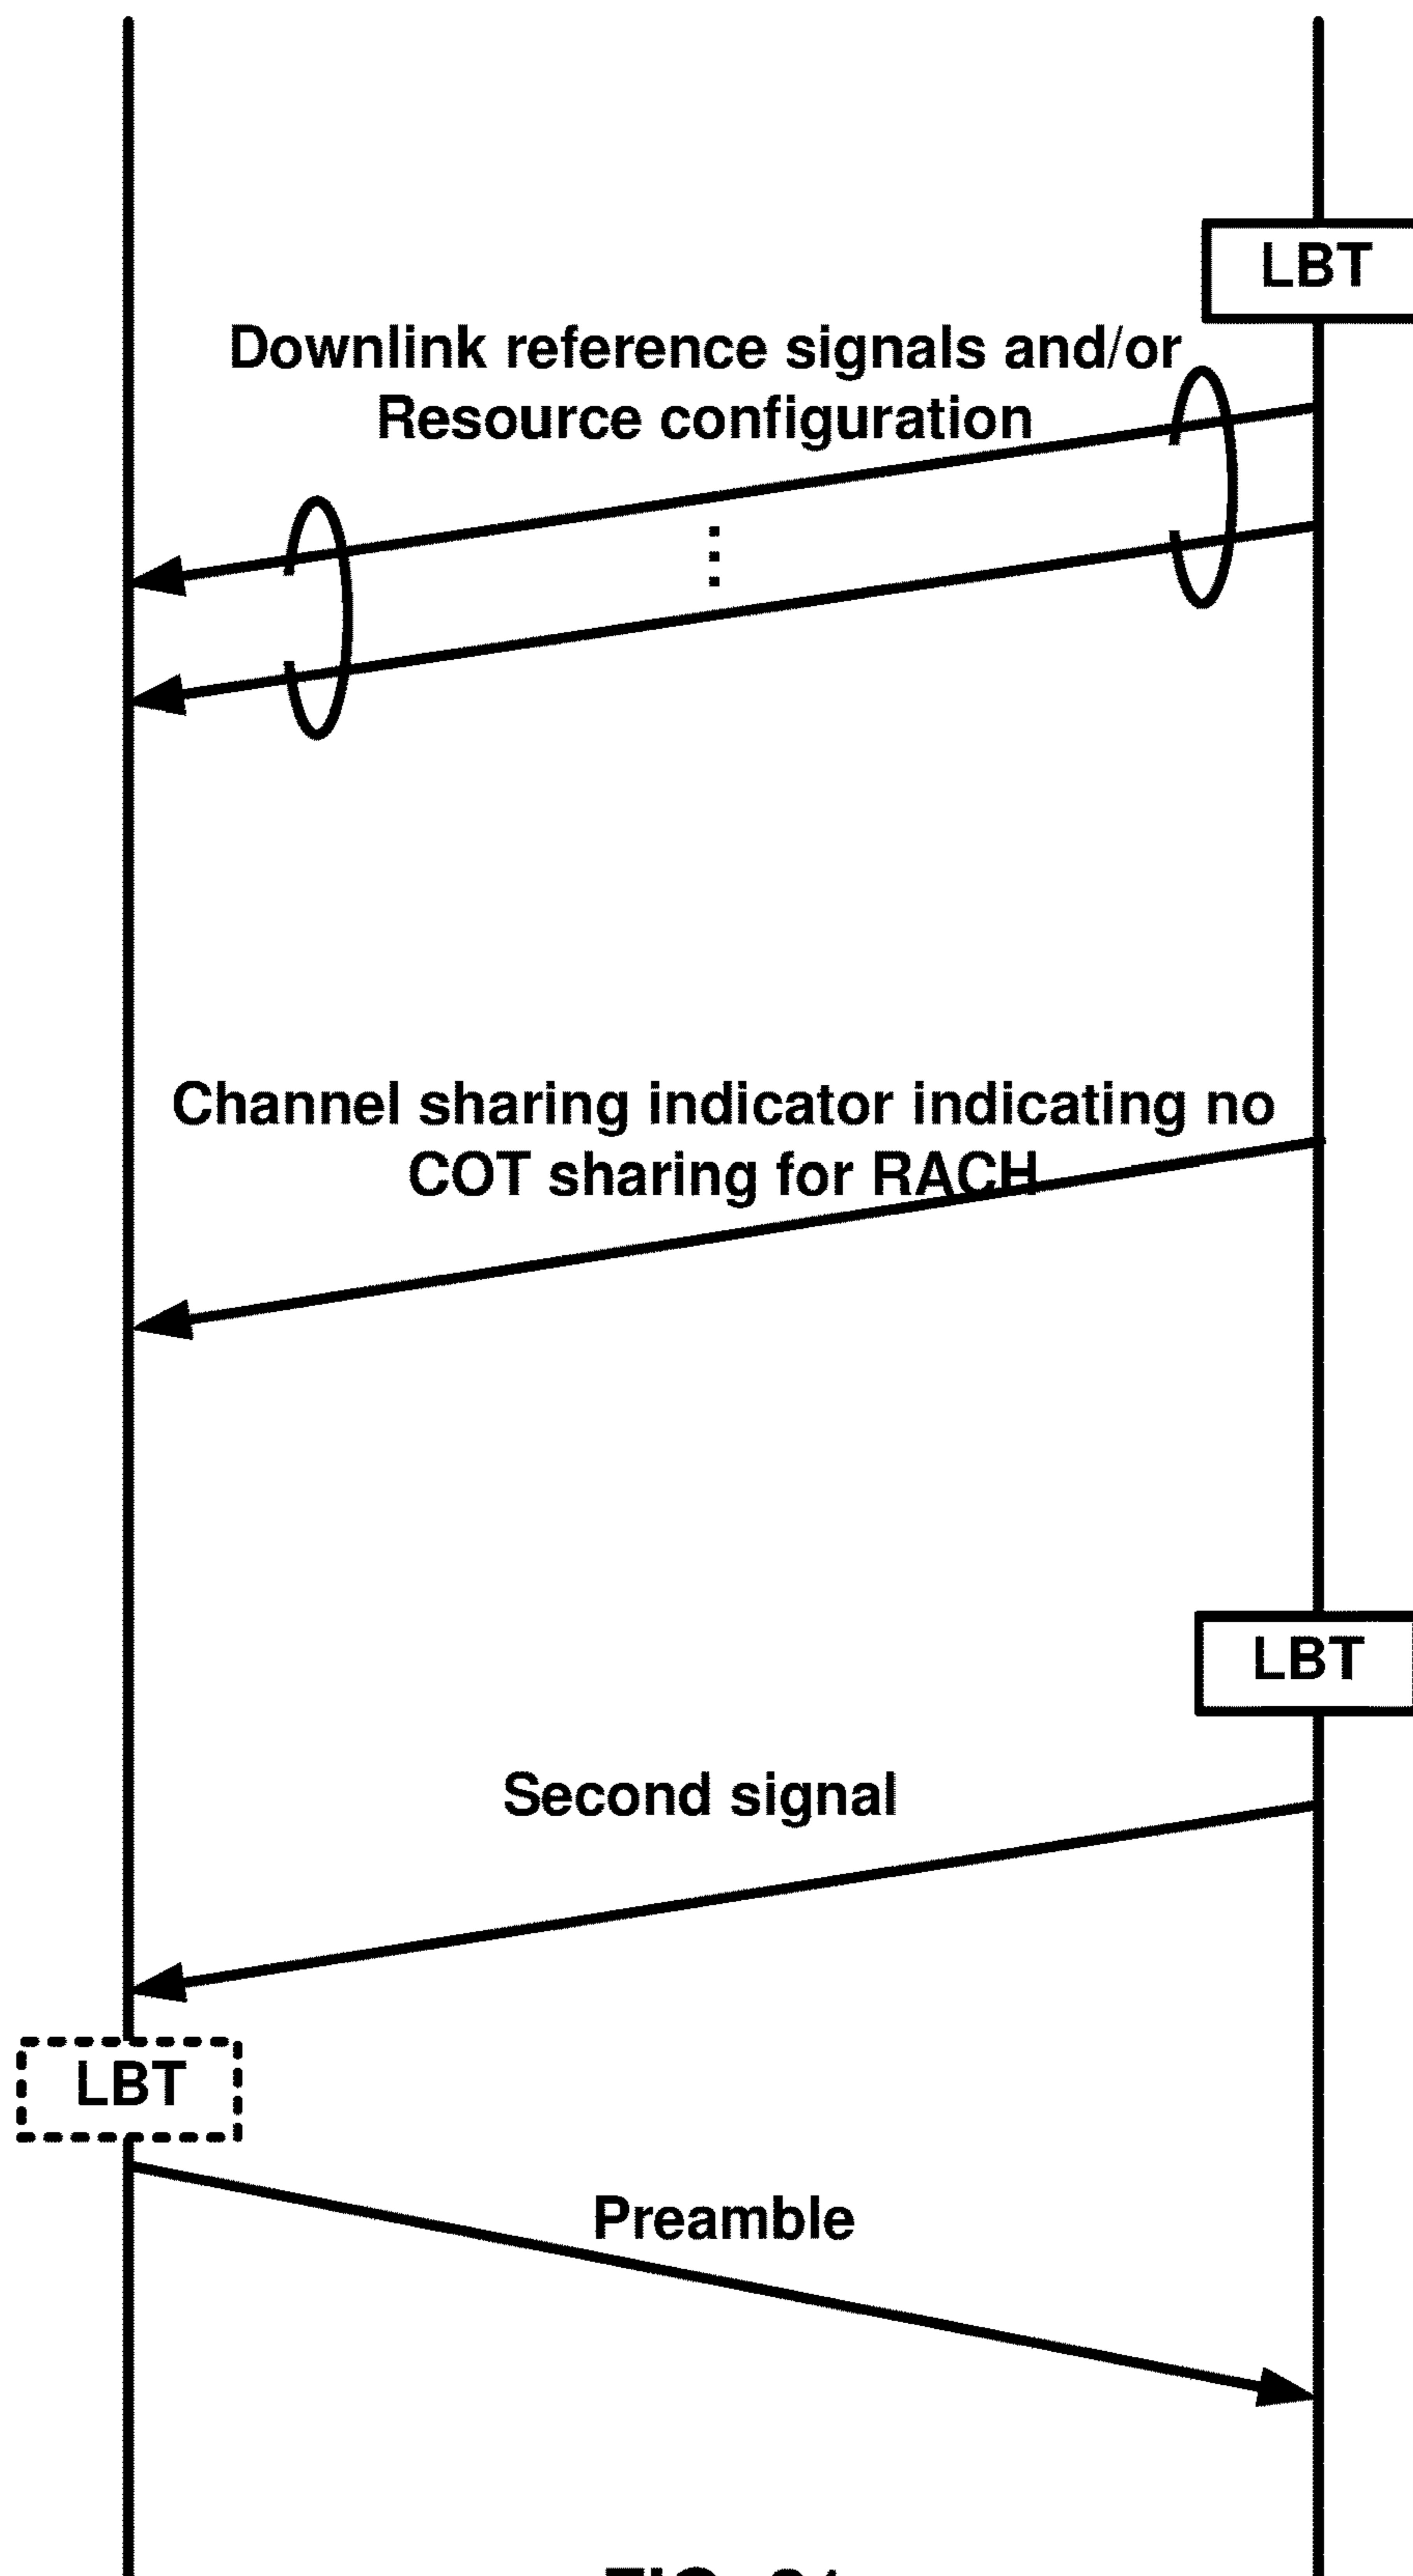 LBT
Downlink reference signals and/or
Resource configuration
Channel sharing indicator indicating no
COT sharing for RACH
LBT
Second signal
LBT
Preamble